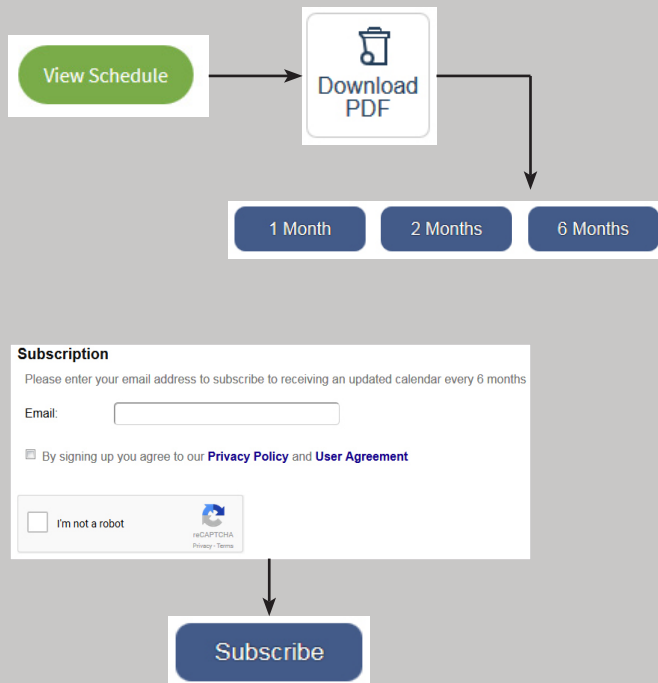 View Schedule
Download
PDF
1 Month
2 Months
6 Months
Subscription
Please enter your email address to subscribe to receiving an updated calendar every 6 months
Email:
By signing up you agree to our Privacy Policy and User Agreement
I'm not a robot
reCAPTCHA
Privacy - Terms
Subscribe